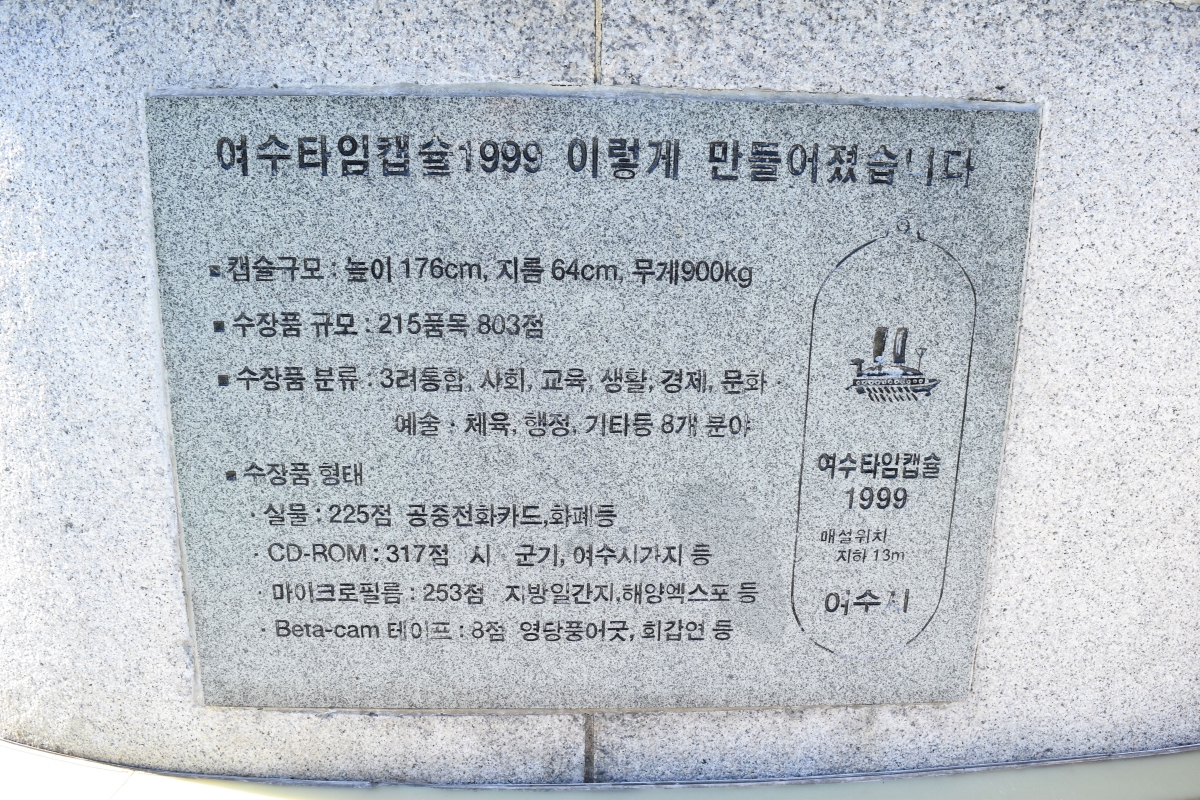 여수타임캡슐1999 이렇게 만들어졌습니다
▪ 캡슐규모 : 높이 176cm, 지름 64cm, 무게900kg
▪ 수장품 규모 : 215품목 803점
▪ 수장품 분류 : 3려통합, 사회, 교육, 생활, 경제, 문화
예술·체육, 행정, 기타등 8개 분야
▪ 수장품 형태
· 실물 : 225점 공중전화카드,화폐등
· CD-ROM : 317점 시 군기, 여수시가지 등
· 마이크로필름 : 253점 지방일간지,해양엑스포 등
· Beta-cam 테이프 : 8점 영당풍어굿, 회갑연 등
여수타임캡슐
1999
매설위치
지하 13m
여수시